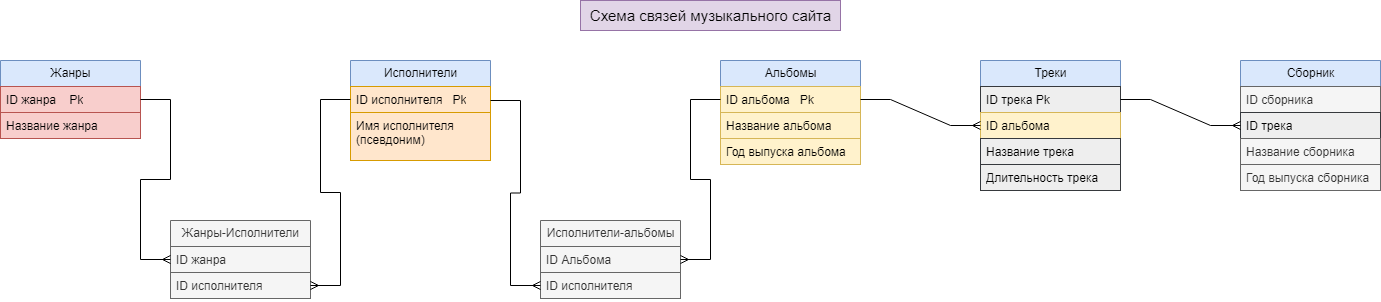 Схема связей музыкального сайта
Жанры
ID жанра Pk
Название жанра
Исполнители
ID исполнителя Pk
Имя исполнителя
(псевдоним)
Альбомы
ID альбома Pk
Название альбома
Год выпуска альбома
Треки
ID трека Pk
ID альбома
Название трека
Длительность трека
Сборник
ID сборника
ID трека
Название сборника
Год выпуска сборника
Жанры-Исполнители
ID жанра
ID исполнителя
Исполнители-альбомы
ID Альбома
ID исполнителя